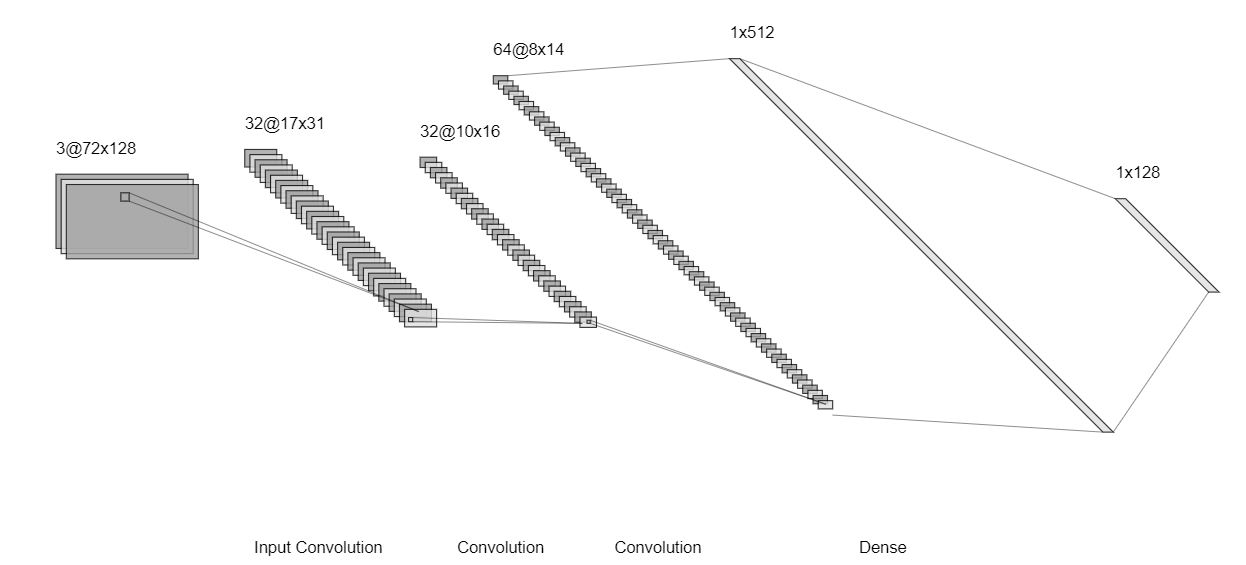 3@72x128
32@17x31
32@10x16
64@8x14
1x512
1x128
Input Convolution
Convolution
Convolution
Dense